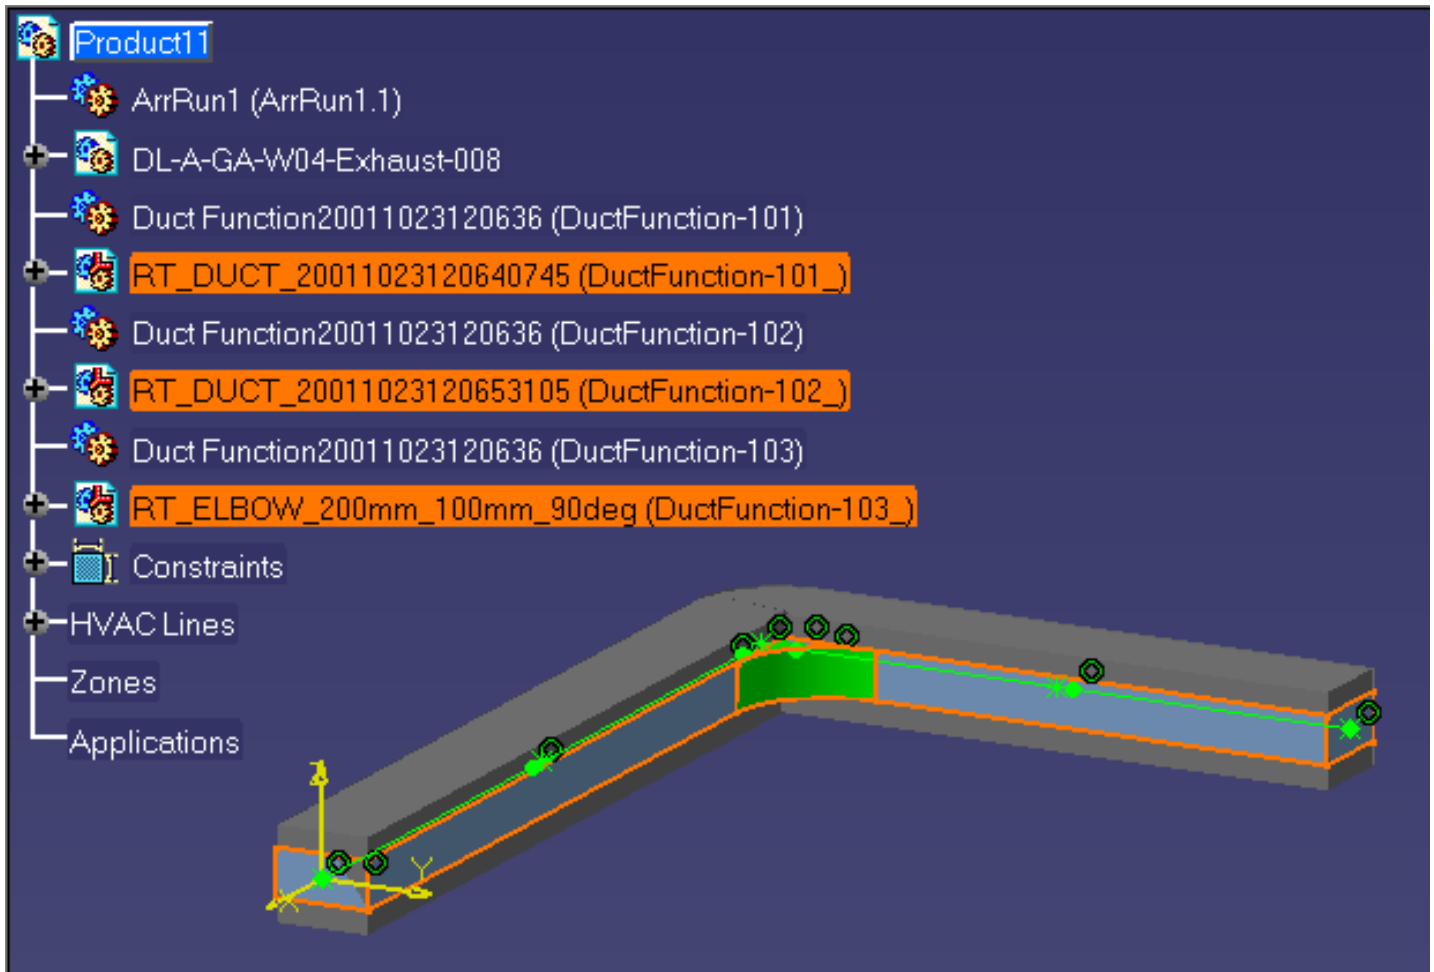 Product11
ArrRun1 (ArrRun1.1)
DL-A-GA-W04-Exhaust-008
Duct Function20011023120636 (DuctFunction-101)
RT_DUCT_20011023120640745 (DuctFunction-101_)
Duct Function20011023120636 (DuctFunction-102)
RT_DUCT_20011023120653105 (DuctFunction-102_)
Duct Function20011023120636 (DuctFunction-103)
RT_ELBOW_200mm_100mm_90deg (DuctFunction-103_)
Constraints
HVAC Lines
Zones
Applications
Z
Y
X